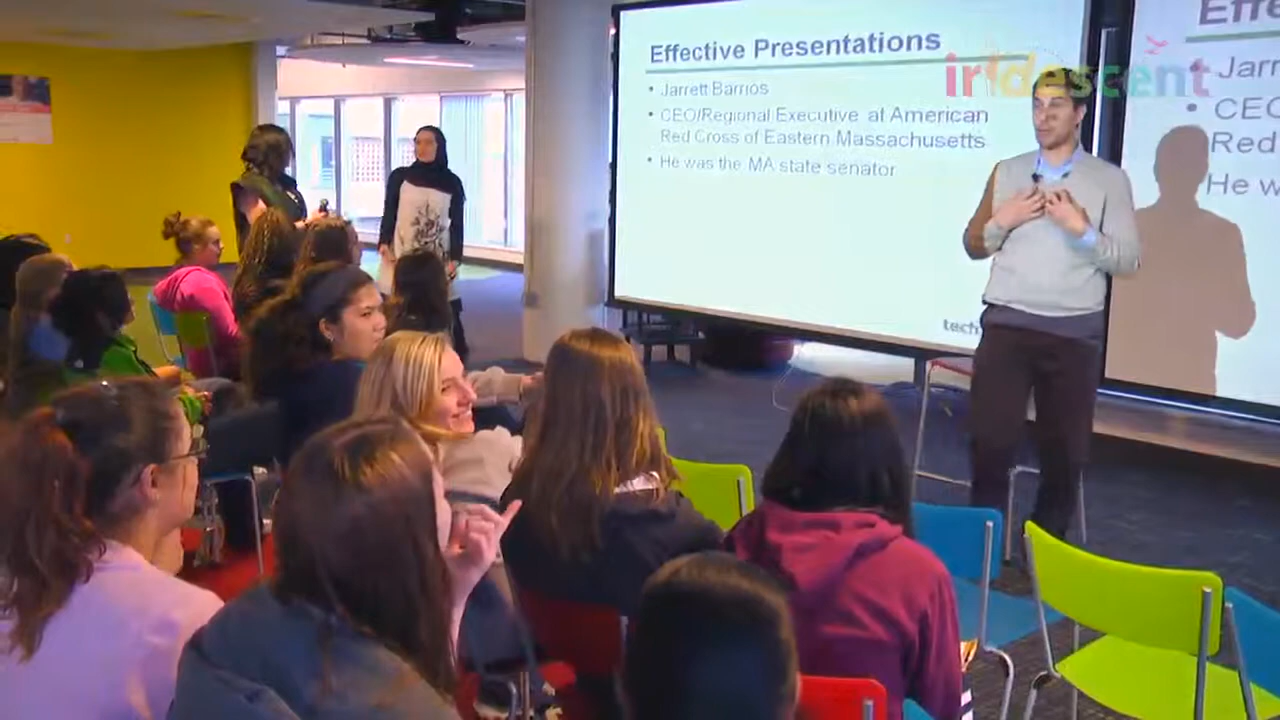 Effective Presentations
• Jarrett Barrios
• CEO/Regional Executive at American
Red Cross of Eastern Massachusetts
• He was the MA state senator
tech
iridescent
Effe
• Jarr
• CEO
Red
He w